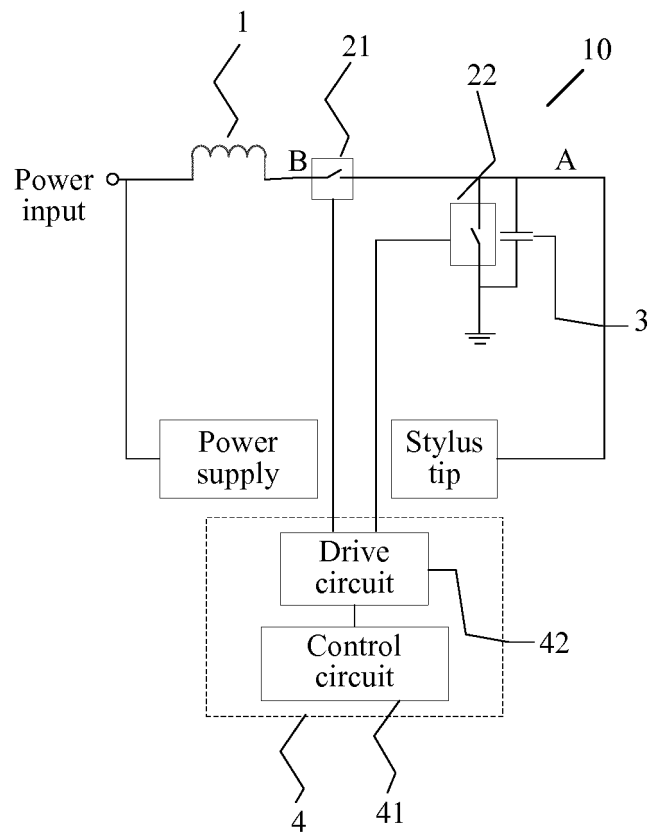 1
21
22
10
B
A
Power
input
3
Power
supply
Stylus
tip
Drive
circuit
42
Control
circuit
4
41